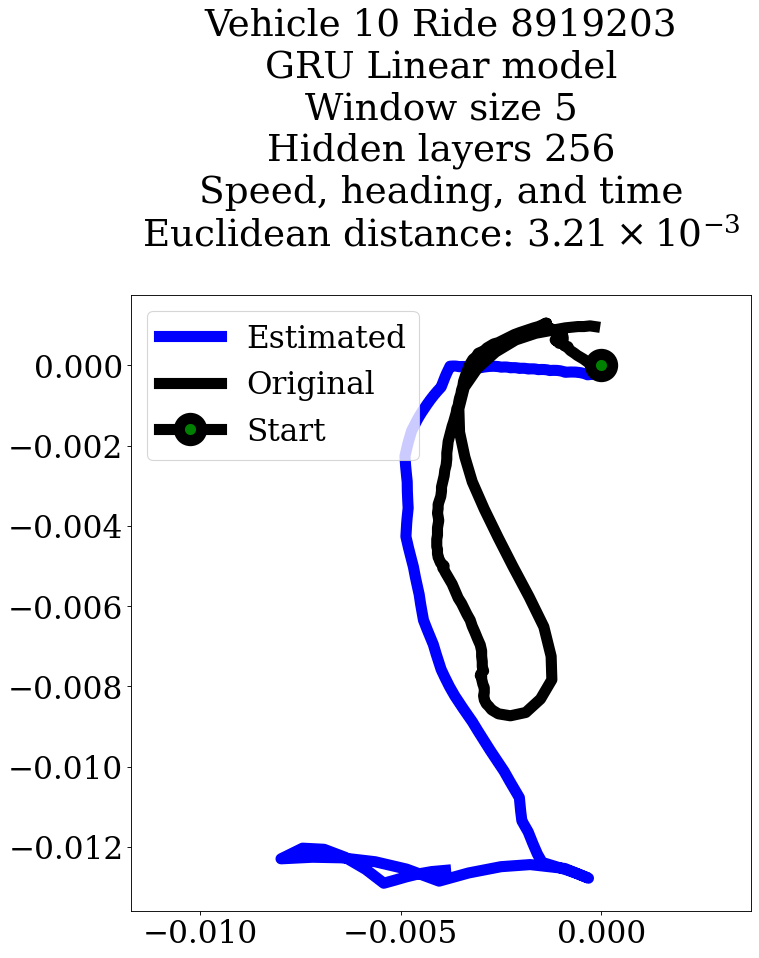 Vehicle 10 Ride 8919203
GRU Linear model
Window size 5
Hidden layers 256
Speed, heading, and time
Euclidean distance: 3.21 × 10⁻³
Estimated
Original
Start
0.000
−0.002
−0.004
−0.006
−0.008
−0.010
−0.012
−0.010 −0.005 0.000